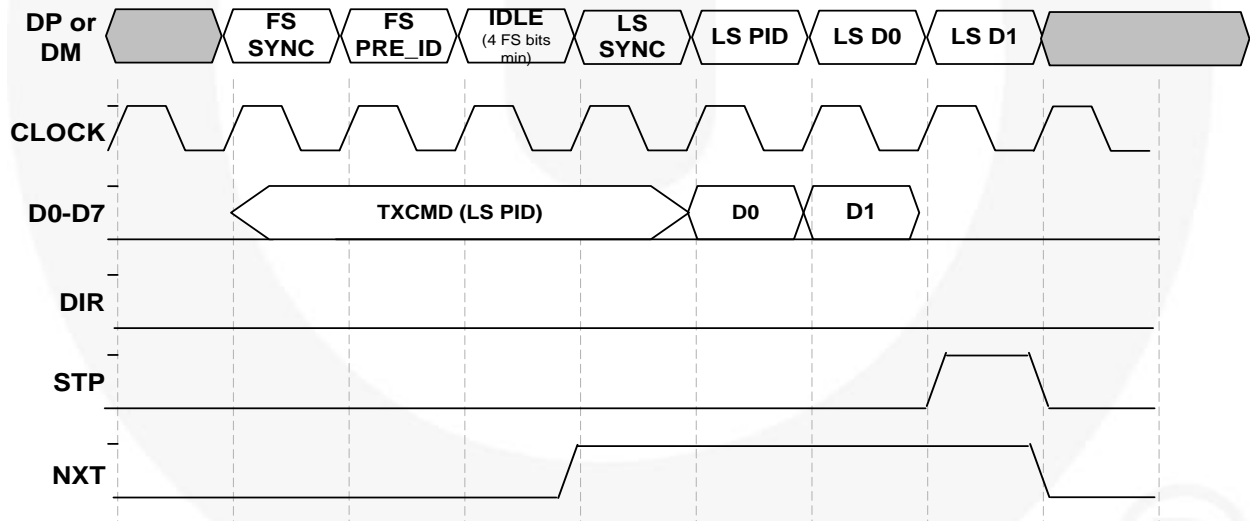 DP or
DM
FS
SYNC
FS
PRE_ID
IDLE
(4 FS bits
min)
LS
SYNC
LS PID
LS D0
LS D1
CLOCK
D0-D7
TXCMD (LS PID)
D0
D1
DIR
STP
NXT